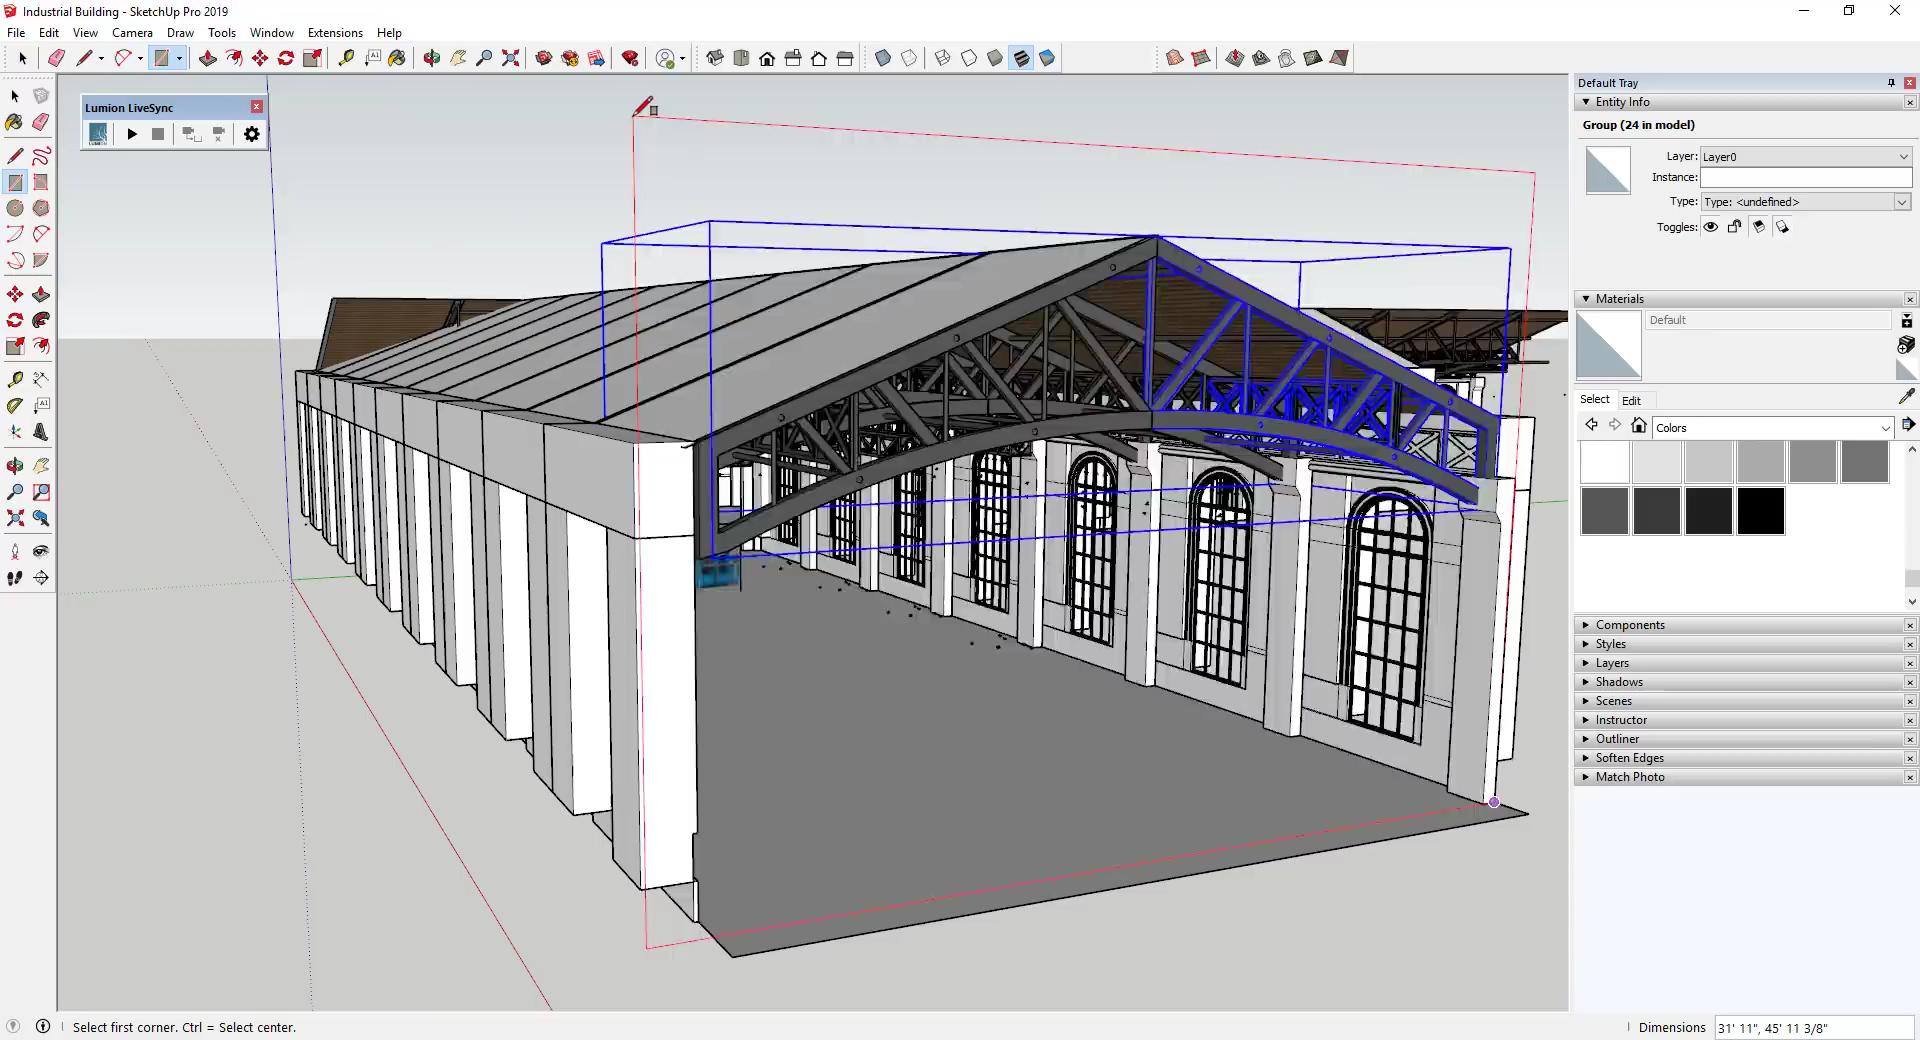 Industrial Building - SketchUp Pro 2019
File Edit View Camera Draw Tools Window Extensions Help
Lumion LiveSync
Default Tray
Entity Info
Group (24 in model)
Layer: Layer0
Instance:
Type: Type: <undefined>
Toggles:
Materials
Default
Select Edit
Colors
Components
Styles
Layers
Shadows
Scenes
Instructor
Outliner
Soften Edges
Match Photo
Select first corner. Ctrl = Select center.
Dimensions 31' 11", 45' 11 3/8"